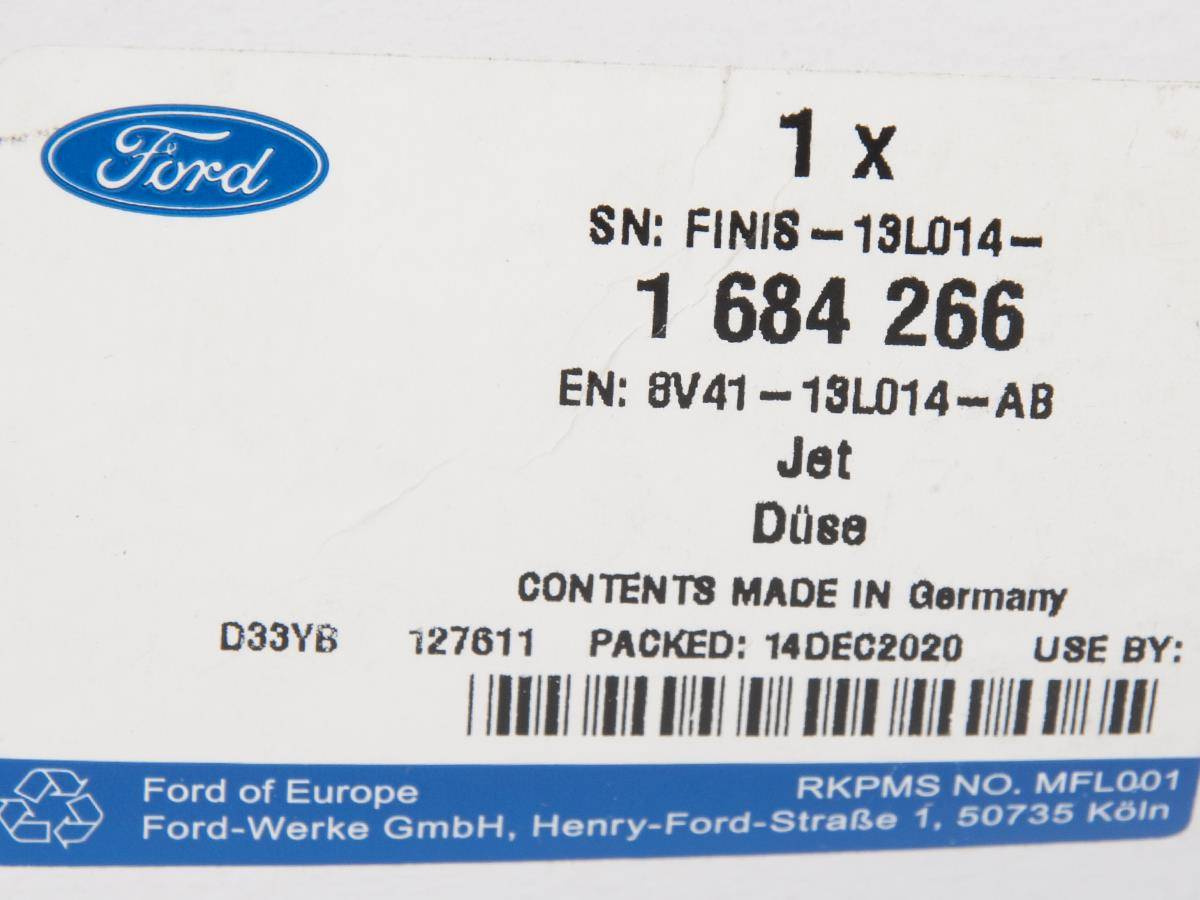 Ford
1 x
SN: FINIS-13L014-
1 684 266
EN: 8V41-13L014-AB
Jet
Düse
CONTENTS MADE IN Germany
D33YB 127611 PACKED: 14DEC2020 USE BY:
Ford of Europe RKPMS NO. MFL001
Ford-Werke GmbH, Henry-Ford-Straße 1, 50735 Köln